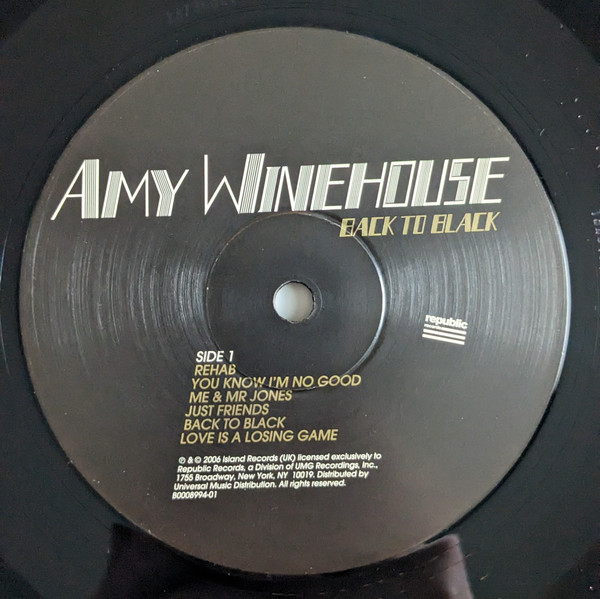 AMY WINEHOUSE
BACK TO BLACK
republic
SIDE 1
REHAB
YOU KNOW I'M NO GOOD
ME & MR JONES
JUST FRIENDS
BACK TO BLACK
LOVE IS A LOSING GAME
℗ & © 2006 Island Records (UK) licensed exclusively to
Republic Records, a Division of UMG Recordings, Inc.,
1755 Broadway, New York, NY 10019. Distributed by
Universal Music Distribution. All rights reserved.
B0008994-01